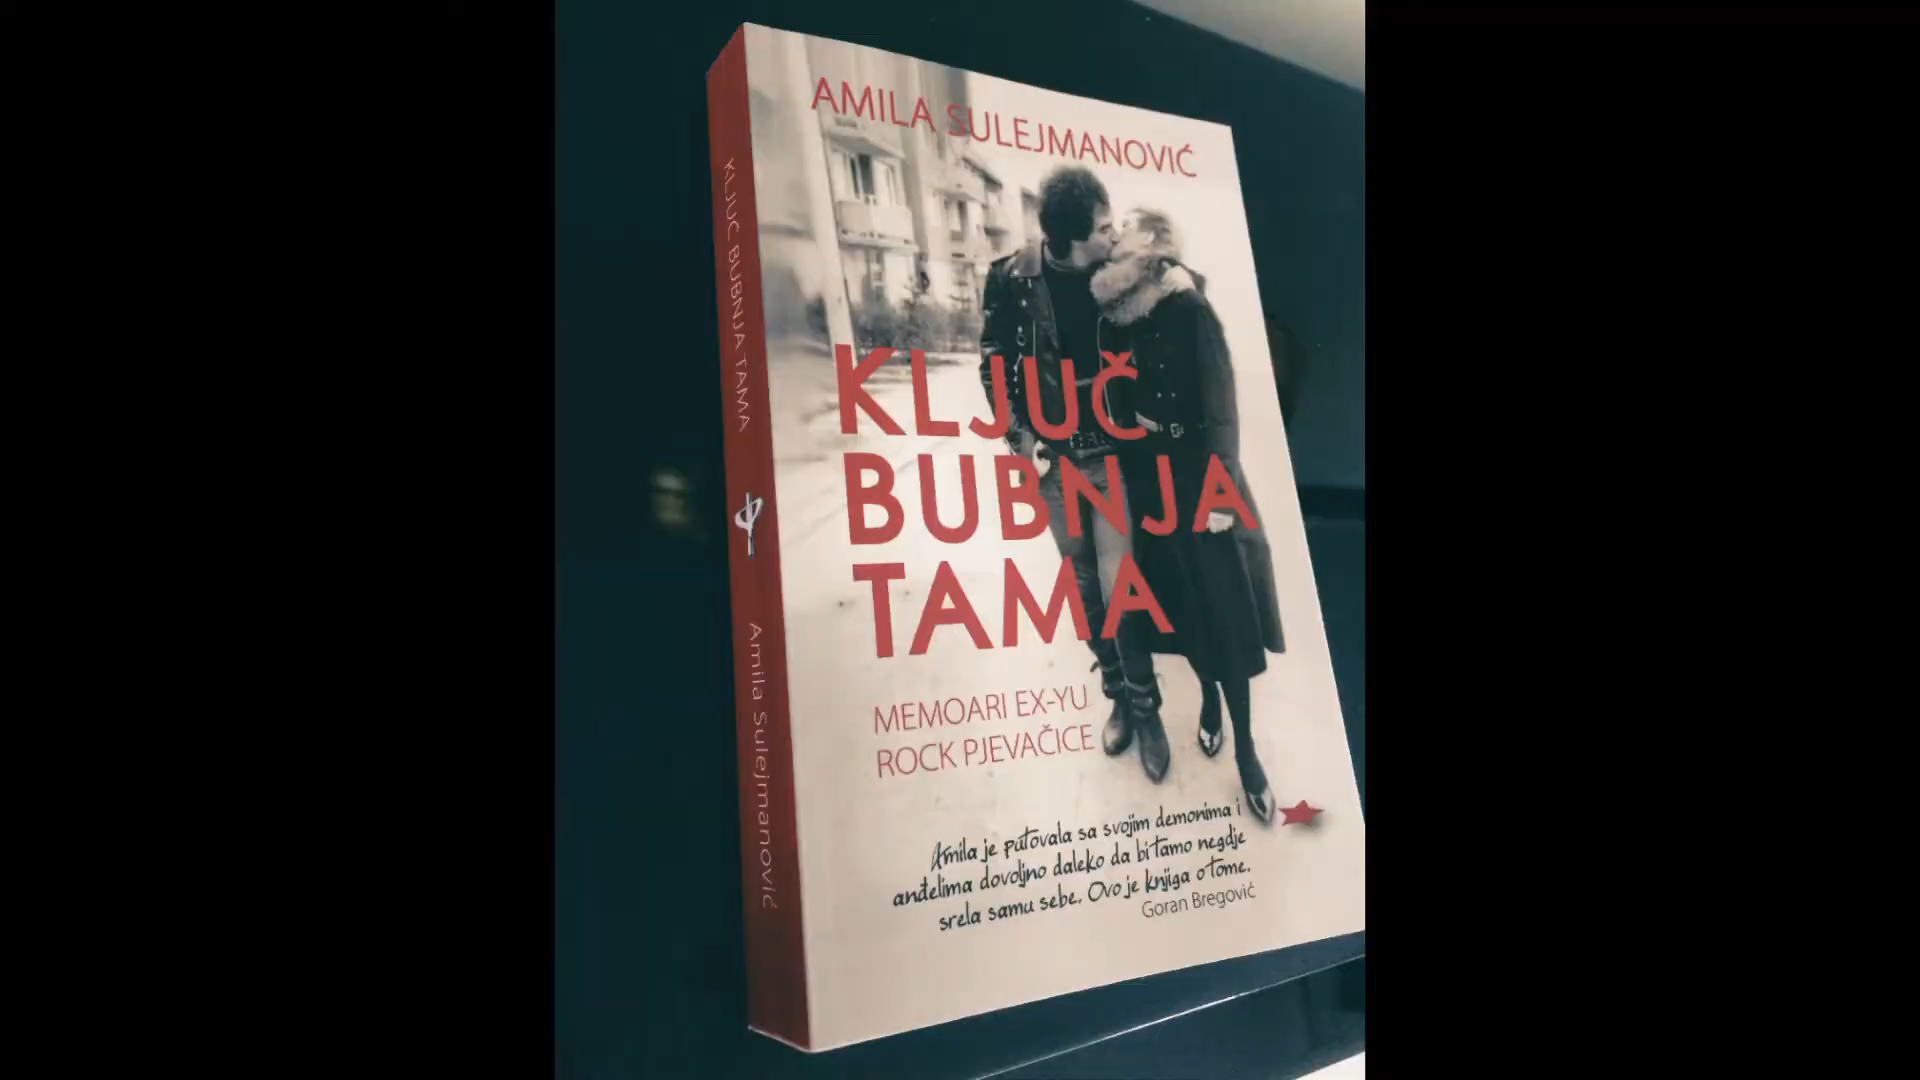 AMILA SULEJMANOVIĆ
KLJUČ
BUBNJA
TAMA
MEMOARI EX-YU
ROCK PJEVAČICE
Amila je putovala sa svojim demonima i
anđelima dovoljno daleko da bi tamo negdje
srela samu sebe. Ovo je knjiga o tome.
Goran Bregović
KLJUČ BUBNJA TAMA
Amila Sulejmanović